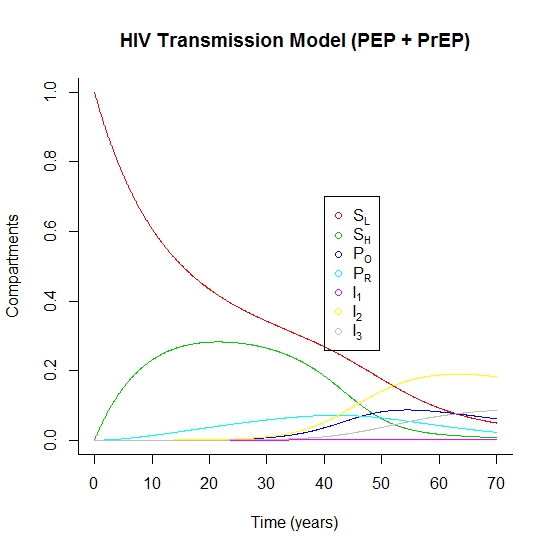 HIV Transmission Model (PEP + PrEP)
Compartments
1.0
0.8
0.6
0.4
0.2
0.0
S_L
S_H
P_O
P_R
I_1
I_2
I_3
0 10 20 30 40 50 60 70
Time (years)